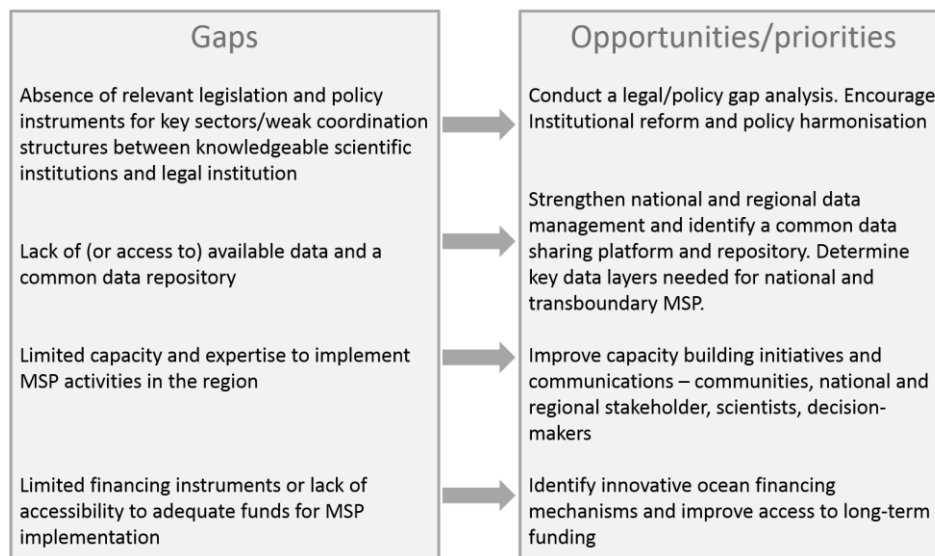 Gaps
Absence of relevant legislation and policy
instruments for key sectors/weak coordination
structures between knowledgeable scientific
institutions and legal institution
Lack of (or access to) available data and a
common data repository
Limited capacity and expertise to implement
MSP activities in the region
Limited financing instruments or lack of
accessibility to adequate funds for MSP
implementation
Opportunities/priorities
Conduct a legal/policy gap analysis. Encourage
Institutional reform and policy harmonisation
Strengthen national and regional data
management and identify a common data
sharing platform and repository. Determine
key data layers needed for national and
transboundary MSP.
Improve capacity building initiatives and
communications – communities, national and
regional stakeholder, scientists, decision-
makers
Identify innovative ocean financing
mechanisms and improve access to long-term
funding